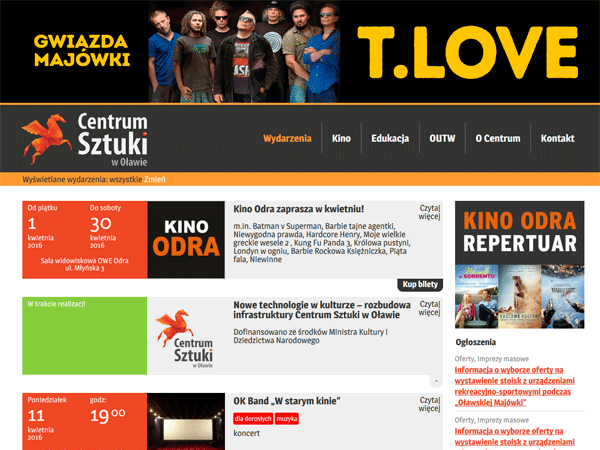 GWIAZDA
MAJÓWKI
T.LOVE
Centrum
Sztuki
w Oławie
Wydarzenia
Kino
Edukacja
OUTW
O Centrum
Kontakt
Wyświetlane wydarzenia: wszystkie Zmień
Od piątku
1
kwietnia
2016
Do soboty
30
kwietnia
2016
Sala widowiskowa OWE Odra
ul. Młyńska 3
KINO
ODRA
Kino Odra zaprasza w kwietniu!
m.in. Batman v Superman, Barbie tajne agentki,
Niewygodna prawda, Hardcore Henry, Moje wielkie
greckie wesele 2 , Kung Fu Panda 3, Królowa pustyni,
Londyn w ogniu, Barbie Rockowa Księżniczka, Piąta
fala, Niewinne
Czytaj
więcej
Kup bilety
W trakcie realizacji
Centrum
Sztuki
w Oławie
Nowe technologie w kulturze – rozbudowa
infrastruktury Centrum Sztuki w Oławie
Dofinansowano ze środków Ministra Kultury i
Dziedzictwa Narodowego
Czytaj
więcej
Poniedziałek
11
kwietnia
2016
godz:
19 00
OK Band „W starym kinie”
dla dorosłych
muzyka
koncert
Czytaj
więcej
KINO ODRA
REPERTUAR
Ogłoszenia
Oferty, Imprezy masowe
Informacja o wyborze oferty na
wystawienie stoisk z urządzeniami
rekreacyjno-sportowymi podczas
„Oławskiej Majówki”
Oferty, Imprezy masowe
Informacja o wyborze oferty na
wystawienie stoisk z urządzeniami